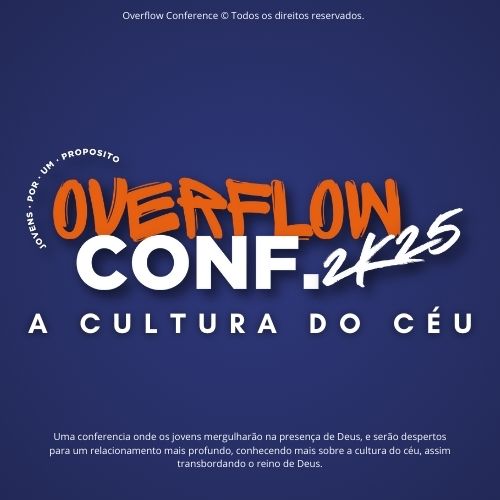 Overflow Conference © Todos os direitos reservados.
JOVENS · POR · UM · PROPOSITO
OVERFLOW
CONF.2K25
A CULTURA DO CÉU
Uma conferencia onde os jovens mergulharão na presença de Deus, e serão despertos
para um relacionamento mais profundo, conhecendo mais sobre a cultura do céu, assim
transbordando o reino de Deus.